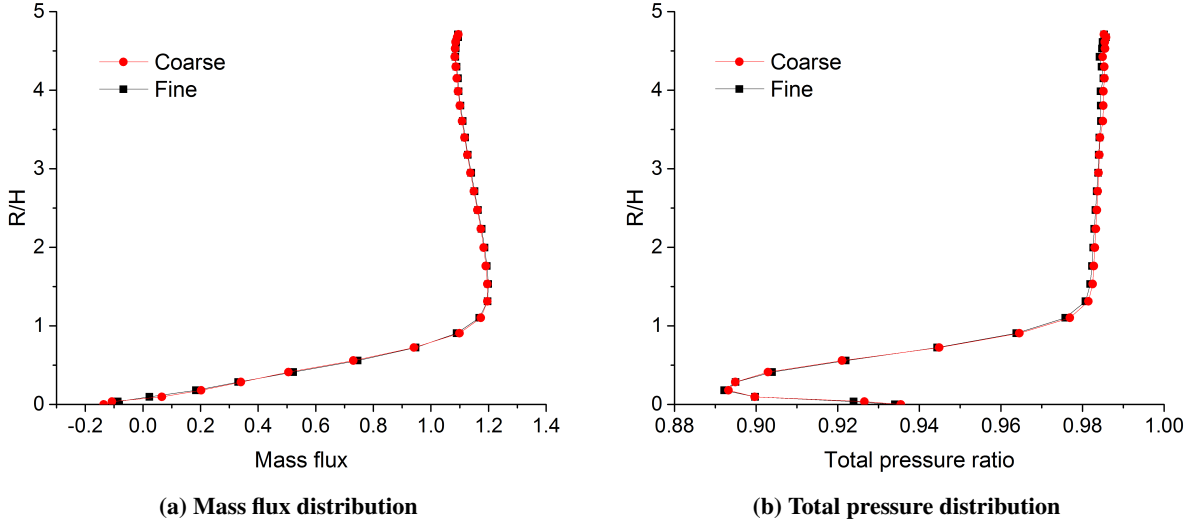 5
4
3
2
1
0
R/H
Coarse
Fine
-0.2 0.0 0.2 0.4 0.6 0.8 1.0 1.2 1.4
Mass flux
(a) Mass flux distribution
5
4
3
2
1
0
R/H
Coarse
Fine
0.88 0.90 0.92 0.94 0.96 0.98 1.00
Total pressure ratio
(b) Total pressure distribution